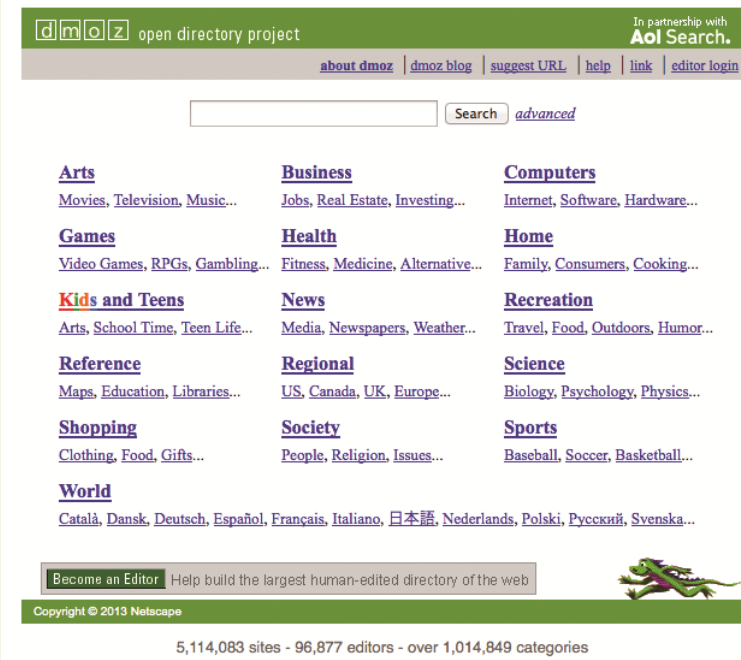 dmoz open directory project
In partnership with
Aol Search.
about dmoz | dmoz blog | suggest URL | help | link | editor login
Search advanced
Arts Business Computers
Movies, Television, Music... Jobs, Real Estate, Investing... Internet, Software, Hardware...
Games Health Home
Video Games, RPGs, Gambling... Fitness, Medicine, Alternative... Family, Consumers, Cooking...
Kids and Teens News Recreation
Arts, School Time, Teen Life... Media, Newspapers, Weather... Travel, Food, Outdoors, Humor...
Reference Regional Science
Maps, Education, Libraries... US, Canada, UK, Europe... Biology, Psychology, Physics...
Shopping Society Sports
Clothing, Food, Gifts... People, Religion, Issues... Baseball, Soccer, Basketball...
World
Català, Dansk, Deutsch, Español, Français, Italiano, 日本語, Nederlands, Polski, Русский, Svenska...
Become an Editor Help build the largest human-edited directory of the web
Copyright © 2013 Netscape
5,114,083 sites - 96,877 editors - over 1,014,849 categories